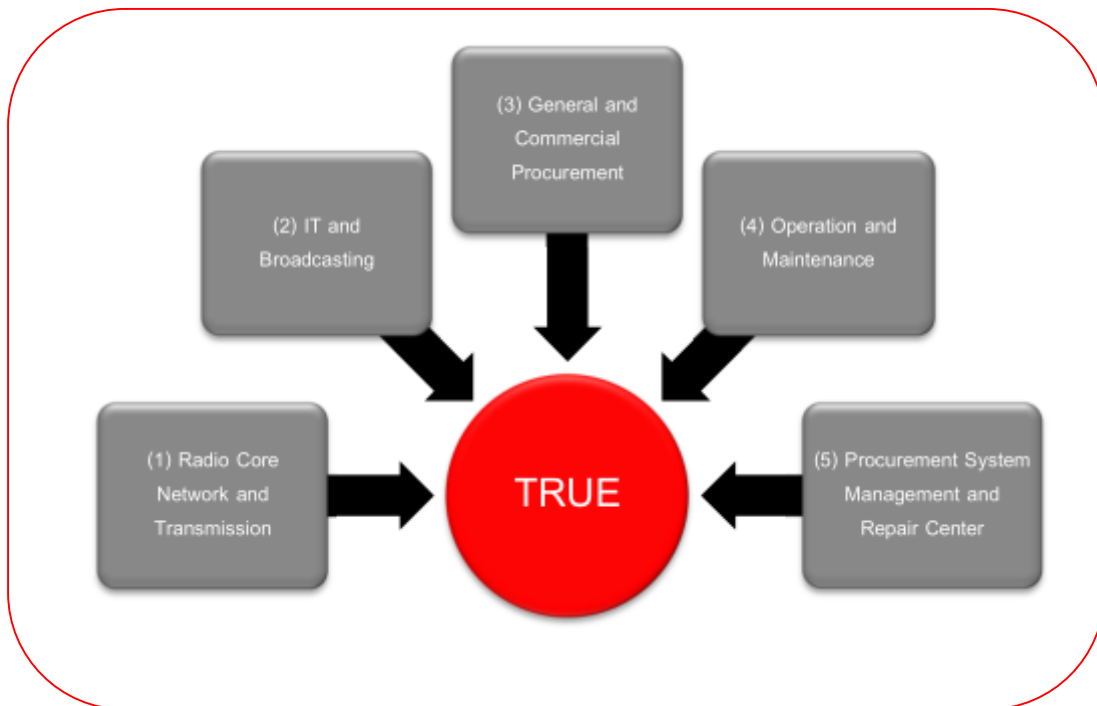 (3) General and
Commercial
Procurement
(2) IT and
Broadcasting
(4) Operation and
Maintenance
(1) Radio Core
Network and
Transmission
TRUE
(5) Procurement System
Management and
Repair Center